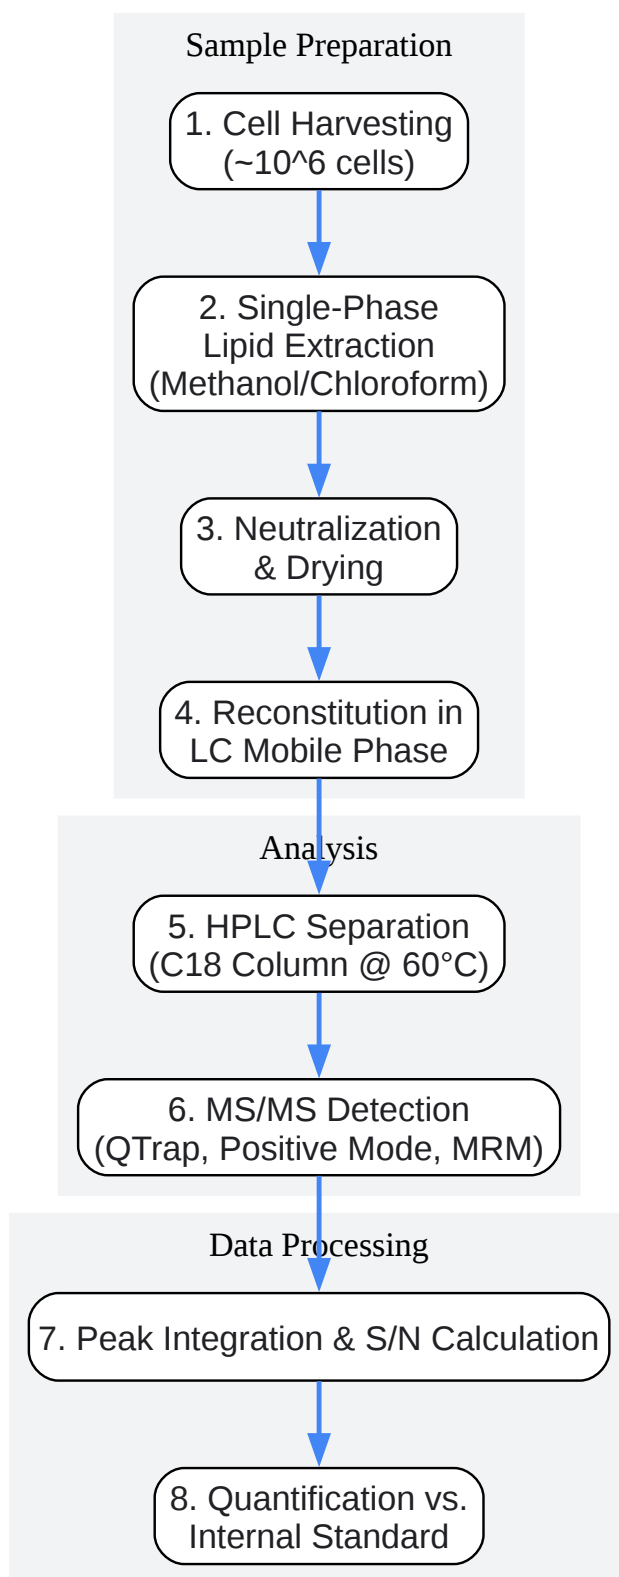 Sample Preparation
1. Cell Harvesting
(~10^6 cells)
2. Single-Phase
Lipid Extraction
(Methanol/Chloroform)
3. Neutralization
& Drying
4. Reconstitution in
LC Mobile Phase
Analysis
5. HPLC Separation
(C18 Column @ 60°C)
6. MS/MS Detection
(QTrap, Positive Mode, MRM)
Data Processing
7. Peak Integration & S/N Calculation
8. Quantification vs.
Internal Standard